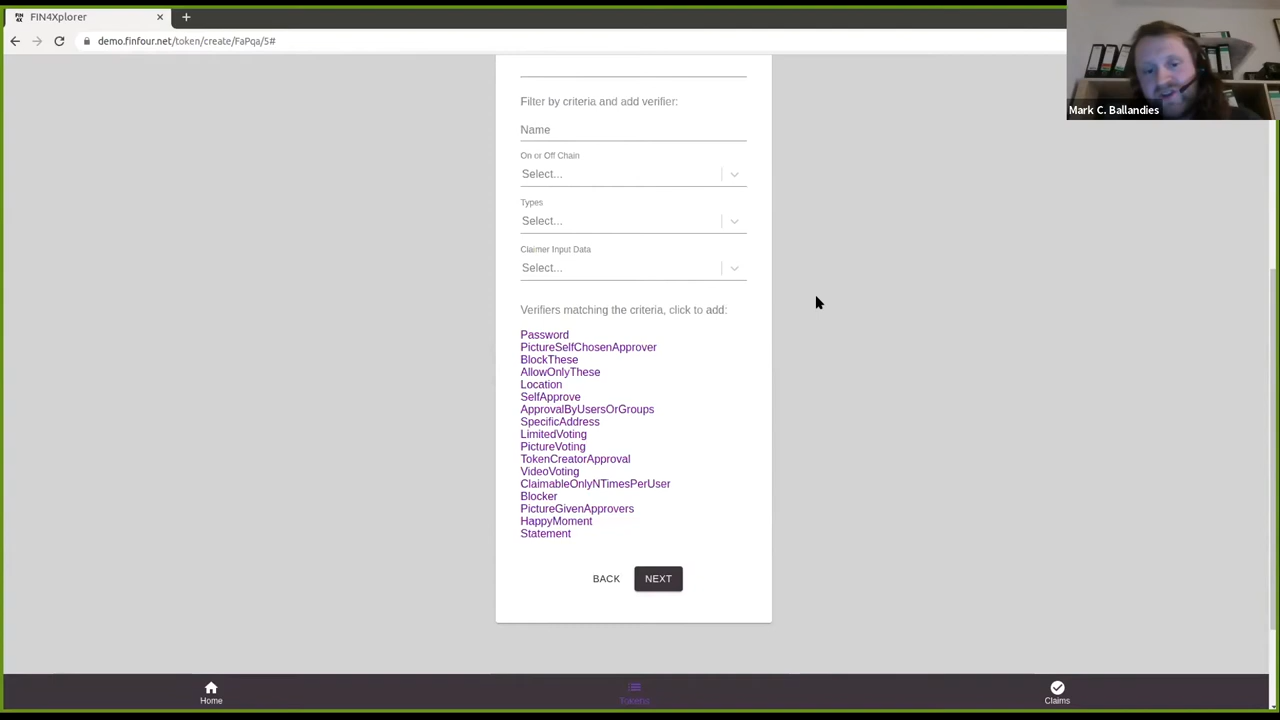 FIN4Xplorer
demo.finfour.net/token/create/FaPqa/5#
Mark C. Ballandies
Filter by criteria and add verifier:
Name
On or Off Chain
Select...
Types
Select...
Claimer Input Data
Select...
Verifiers matching the criteria, click to add:
Password
PictureSelfChosenApprover
BlockThese
AllowOnlyThese
Location
SelfApprove
ApprovalByUsersOrGroups
SpecificAddress
LimitedVoting
PictureVoting
TokenCreatorApproval
VideoVoting
ClaimableOnlyNTimesPerUser
Blocker
PictureGivenApprovers
HappyMoment
Statement
BACK NEXT
Home Tokens Claims